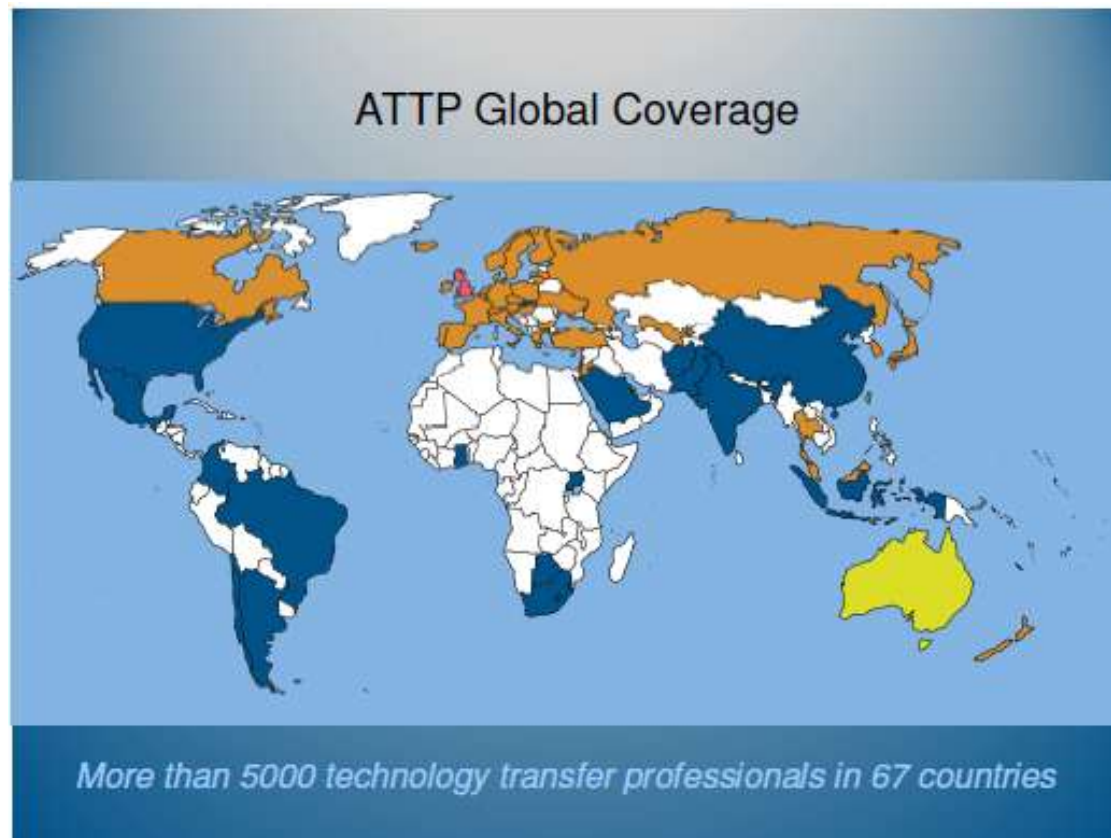 ATTP Global Coverage
More than 5000 technology transfer professionals in 67 countries